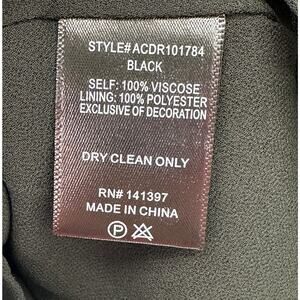 STYLE# ACDR101784
BLACK
SELF: 100% VISCOSE
LINING: 100% POLYESTER
EXCLUSIVE OF DECORATION
DRY CLEAN ONLY
RN# 141397
MADE IN CHINA
P